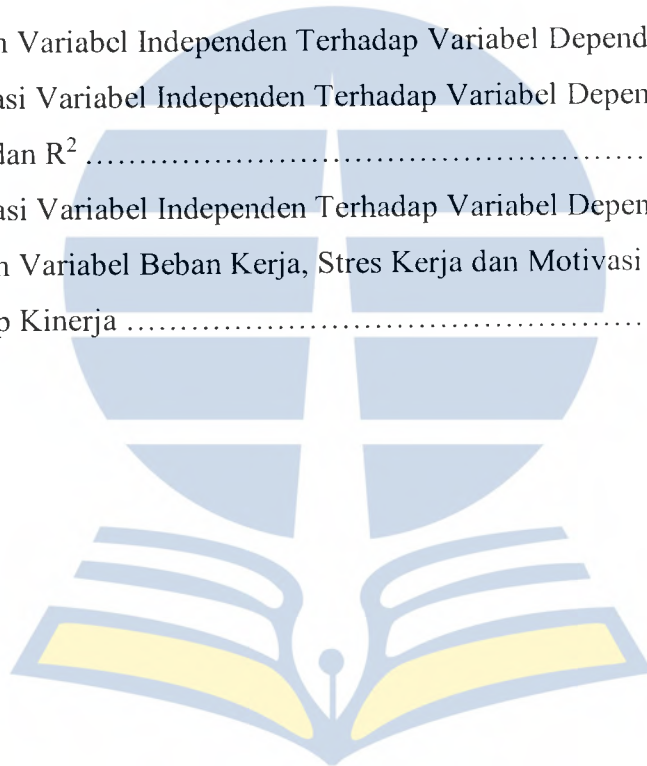 n Variabel Independen Terhadap Variabel Depend
asi Variabel Independen Terhadap Variabel Depen
dan R² ..........................................................
asi Variabel Independen Terhadap Variabel Depen
n Variabel Beban Kerja, Stres Kerja dan Motivasi
p Kinerja ......................................................